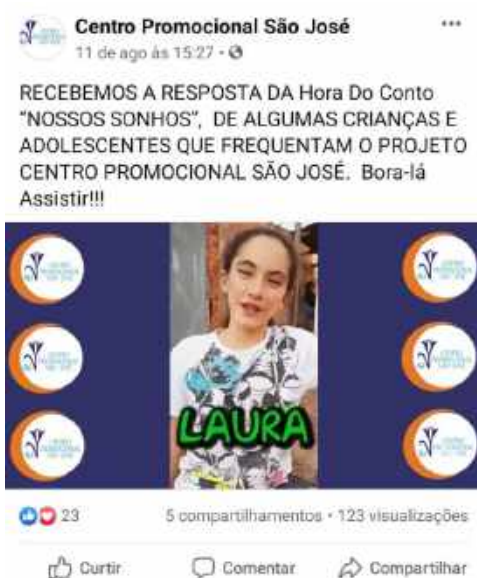 Centro Promocional São José
11 de ago às 15:27
RECEBEMOS A RESPOSTA DA Hora Do Conto
“NOSSOS SONHOS”, DE ALGUMAS CRIANÇAS E
ADOLESCENTES QUE FREQUENTAM O PROJETO
CENTRO PROMOCIONAL SÃO JOSÉ. Bora-lá
Assistir!!!
LAURA
23
5 compartilhamentos • 123 visualizações
Curtir
Comentar
Compartilhar